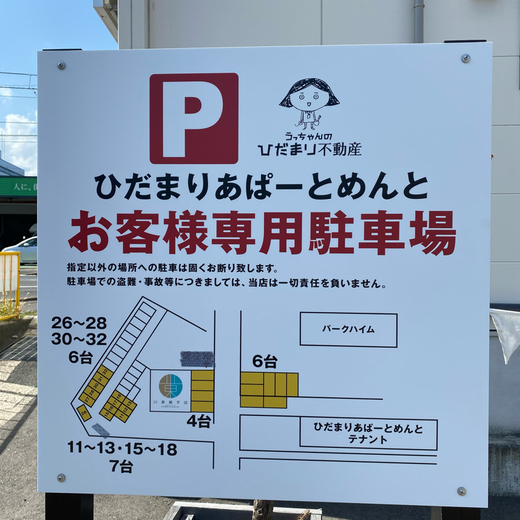 P
うっちゃんの
ひだまり不動産
ひだまりあぱーとめんと
お客様専用駐車場
指定以外の場所への駐車は固くお断り致します。
駐車場での盗難・事故等につきましては、当店は一切責任を負いません。
26〜28
30〜32
6台
パークハイム
6台
4台
ひだまりあぱーとめんと
テナント
11〜13・15〜18
7台
人に、